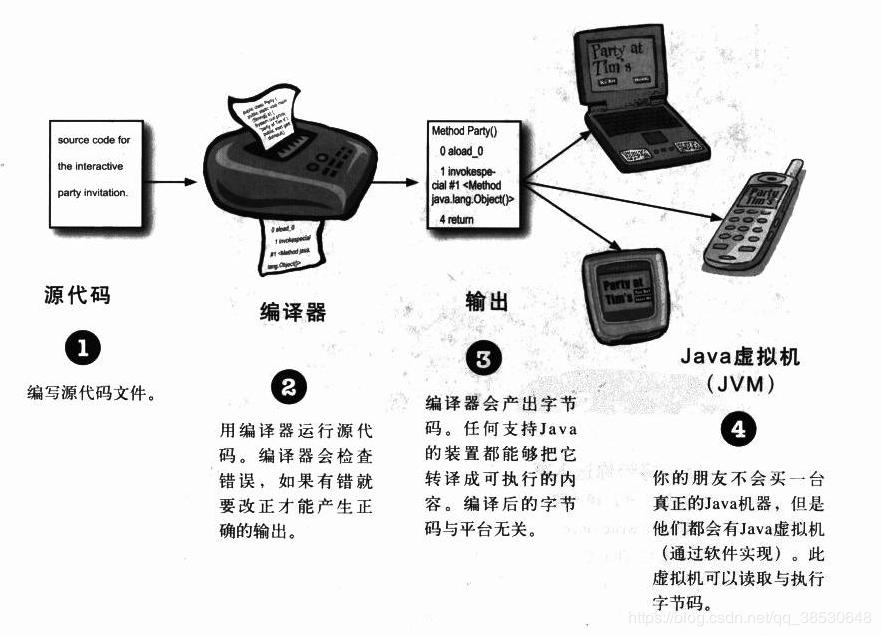 source code for
the interactive
party invitation.
源代码
1
编写源代码文件。
public class Party {
0 aload_0
1 invokespecial
#1 <Method java.
lang.Object()>
编译器
2
用编译器运行源代
码。编译器会检查
错误，如果有错就
要改正才能产生正
确的输出。
Method Party()
0 aload_0
1 invokespe-
cial #1 <Method
java.lang.Object()>
4 return
输出
3
编译器会产出字节
码。任何支持Java
的装置都能够把它
转译成可执行的内
容。编译后的字节
码与平台无关。
Party at
Tim's
Party
Tim's
Party at
Tim's
Java虚拟机
（JVM）
4
你的朋友不会买一台
真正的Java机器，但是
他们都会有Java虚拟机
（通过软件实现）。此
虚拟机可以读取与执行
字节码。
https://blog.csdn.net/qq_38530648